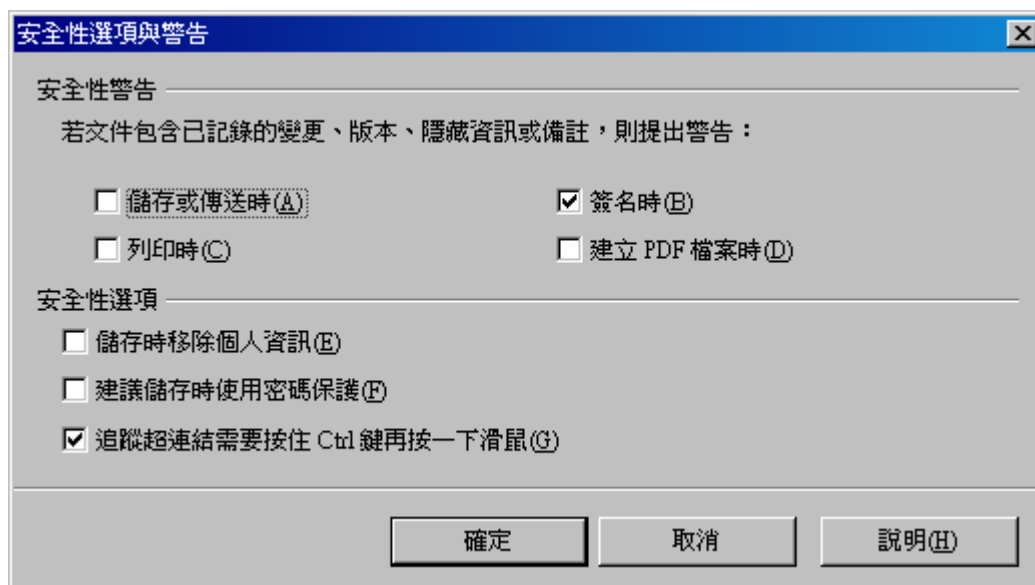 安全性選項與警告
安全性警告
若文件包含已記錄的變更、版本、隱藏資訊或備註，則提出警告：
儲存或傳送時(A) 簽名時(B)
列印時(C) 建立 PDF 檔案時(D)
安全性選項
儲存時移除個人資訊(E)
建議儲存時使用密碼保護(F)
追蹤超連結需要按住 Ctrl 鍵再按一下滑鼠(G)
確定 取消 說明(H)